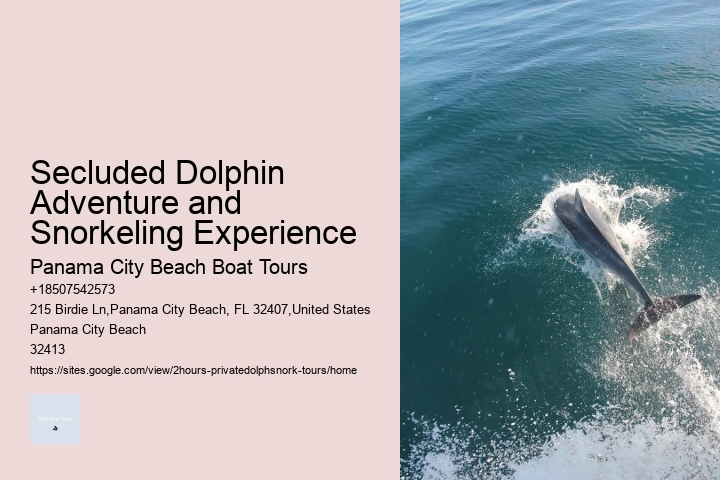 Secluded Dolphin
Adventure and
Snorkeling Experience
Panama City Beach Boat Tours
+18507542573
215 Birdie Ln,Panama City Beach, FL 32407,United States
Panama City Beach
32413
https://sites.google.com/view/2hours-privatedolphsnork-tours/home